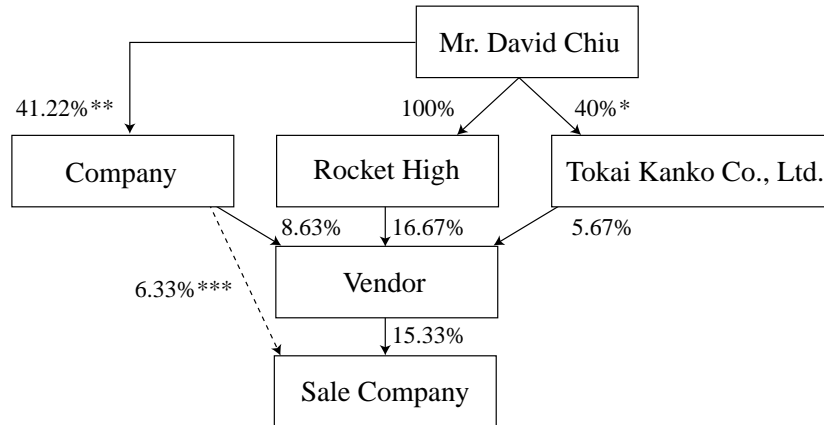 Mr. David Chiu
41.22%**
100%
40%*
Company
Rocket High
Tokai Kanko Co., Ltd.
8.63%
16.67%
5.67%
6.33%***
Vendor
15.33%
Sale Company